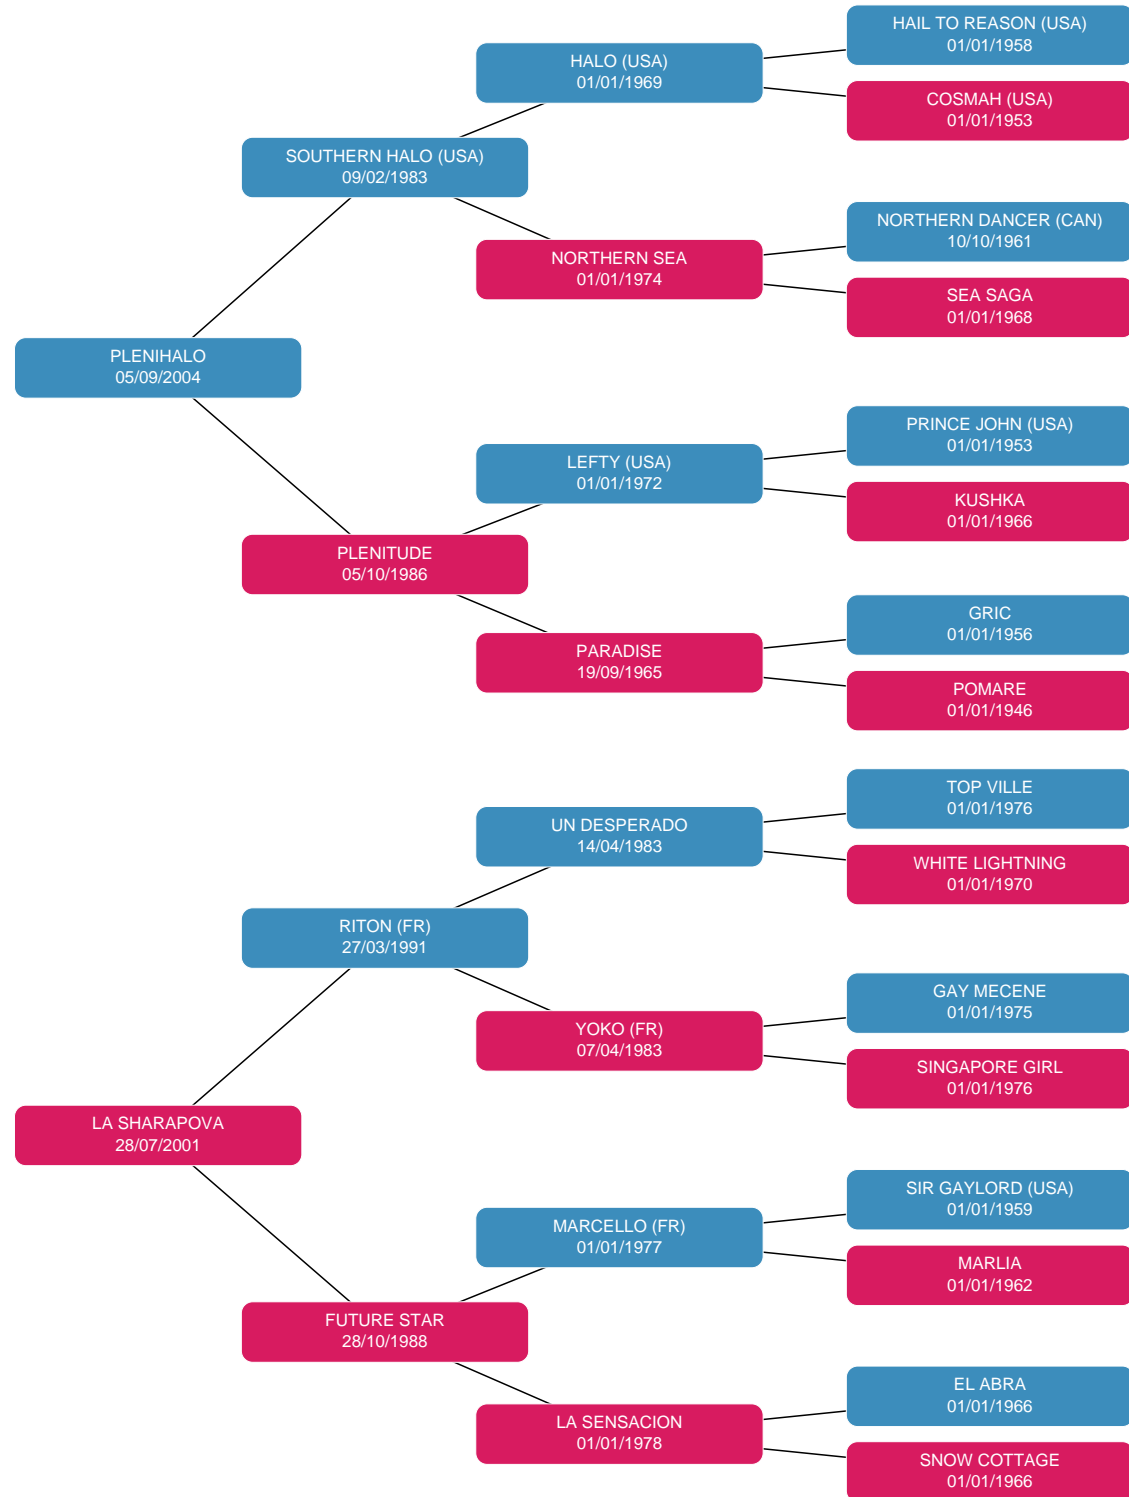 HAIL TO REASON (USA)
01/01/1958
HALO (USA)
01/01/1969
COSMAH (USA)
01/01/1953
SOUTHERN HALO (USA)
09/02/1983
NORTHERN DANCER (CAN)
10/10/1961
NORTHERN SEA
01/01/1974
SEA SAGA
01/01/1968
PLENIHALO
05/09/2004
PRINCE JOHN (USA)
01/01/1953
LEFTY (USA)
01/01/1972
KUSHKA
01/01/1966
PLENITUDE
05/10/1986
GRIC
01/01/1956
PARADISE
19/09/1965
POMARE
01/01/1946
TOP VILLE
01/01/1976
UN DESPERADO
14/04/1983
WHITE LIGHTNING
01/01/1970
RITON (FR)
27/03/1991
GAY MECENE
01/01/1975
YOKO (FR)
07/04/1983
SINGAPORE GIRL
01/01/1976
LA SHARAPOVA
28/07/2001
SIR GAYLORD (USA)
01/01/1959
MARCELLO (FR)
01/01/1977
MARLIA
01/01/1962
FUTURE STAR
28/10/1988
EL ABRA
01/01/1966
LA SENSACION
01/01/1978
SNOW COTTAGE
01/01/1966